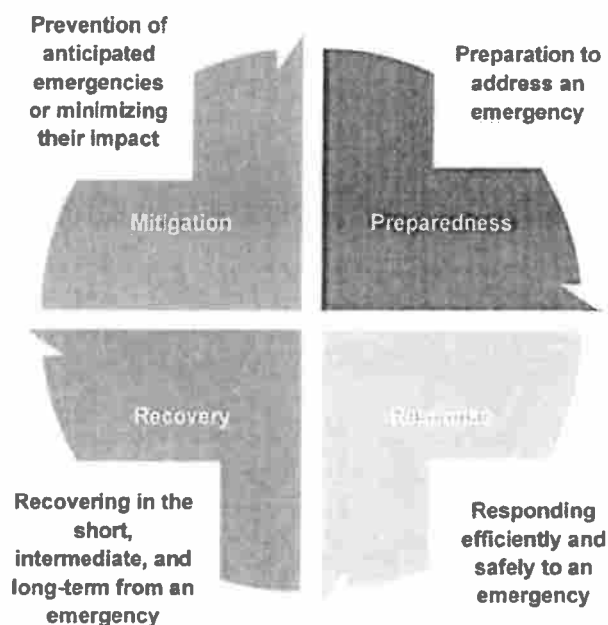 Prevention of
anticipated
emergencies
or minimizing
their impact
Preparation to
address an
emergency
Mitigation
Preparedness
Recovery
Response
Recovering in the
short,
intermediate, and
long-term from an
emergency
Responding
efficiently and
safely to an
emergency